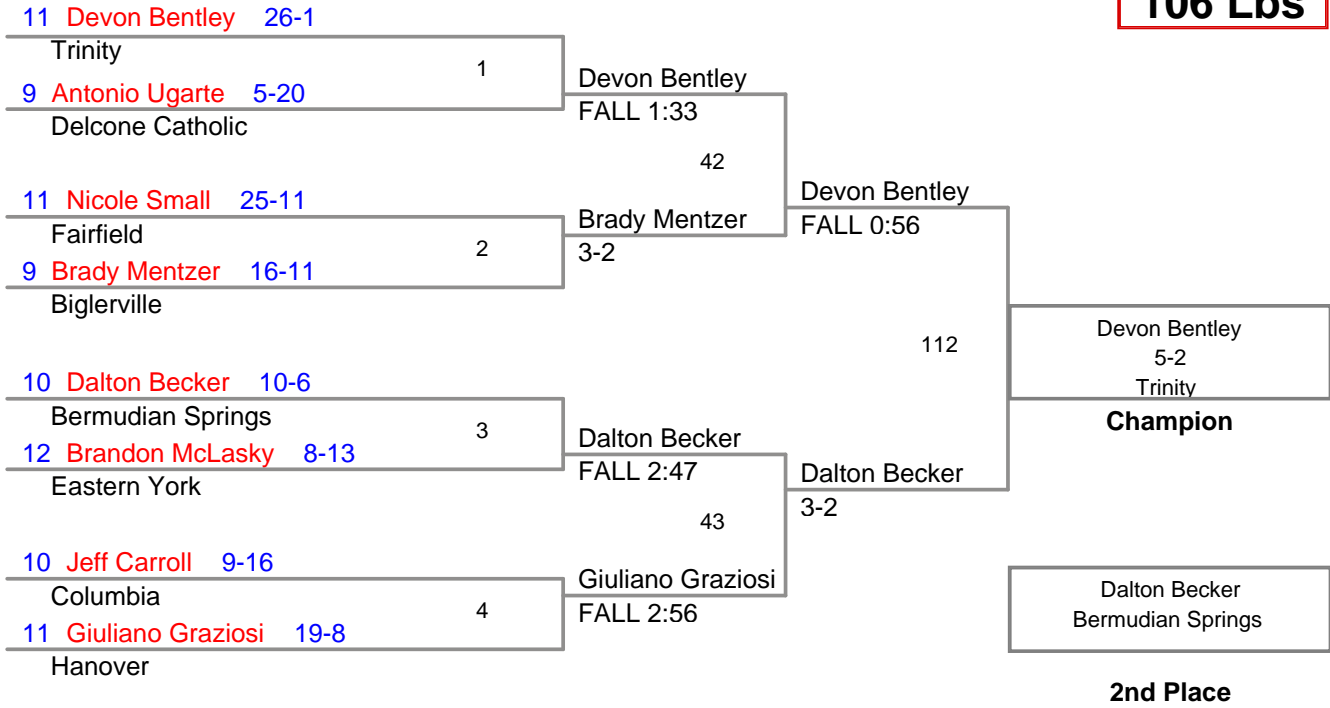 106 Lbs
11 Devon Bentley 26-1
Trinity
1
9 Antonio Ugarte 5-20
Delcone Catholic
Devon Bentley
FALL 1:33
42
11 Nicole Small 25-11
Fairfield
2
9 Brady Mentzer 16-11
Biglerville
Brady Mentzer
3-2
Devon Bentley
FALL 0:56
112
10 Dalton Becker 10-6
Bermudian Springs
3
12 Brandon McLasky 8-13
Eastern York
Dalton Becker
FALL 2:47
43
10 Jeff Carroll 9-16
Columbia
4
11 Giuliano Graziosi 19-8
Hanover
Giuliano Graziosi
FALL 2:56
Dalton Becker
3-2
Devon Bentley
5-2
Trinity
Champion
Dalton Becker
Bermudian Springs
2nd Place